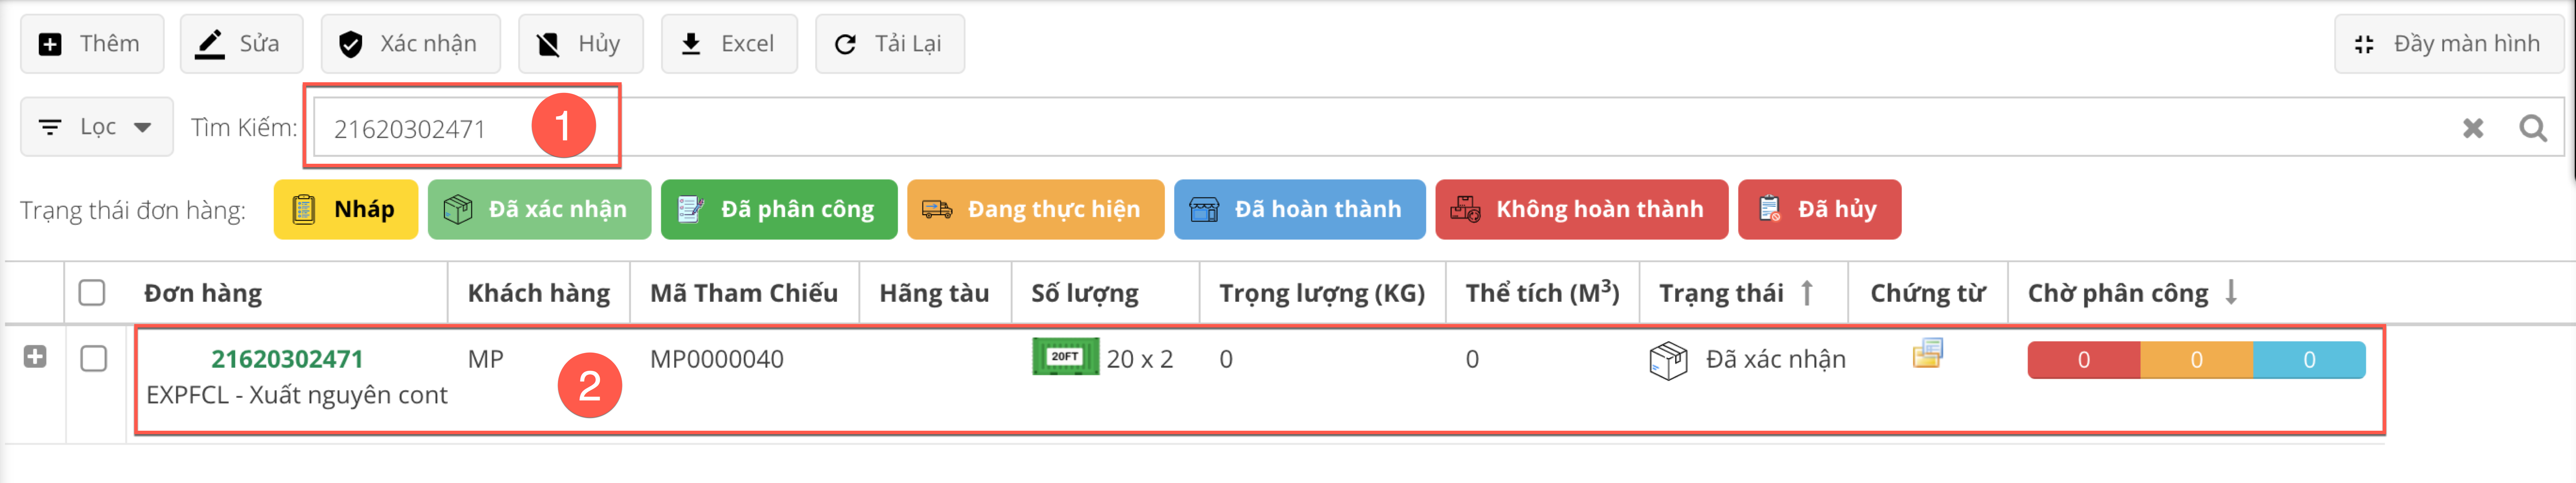 Thêm Sửa Xác nhận Hủy Excel Tải Lại Đầy màn hình
Lọc Tìm Kiếm: 21620302471 1
Trạng thái đơn hàng: Nháp Đã xác nhận Đã phân công Đang thực hiện Đã hoàn thành Không hoàn thành Đã hủy
Đơn hàng Khách hàng Mã Tham Chiếu Hãng tàu Số lượng Trọng lượng (KG) Thể tích (M³) Trạng thái Chứng từ Chờ phân công
21620302471 MP MP0000040 20FT 20 x 2 0 0 Đã xác nhận 0 0 0
EXPFCL - Xuất nguyên cont 2